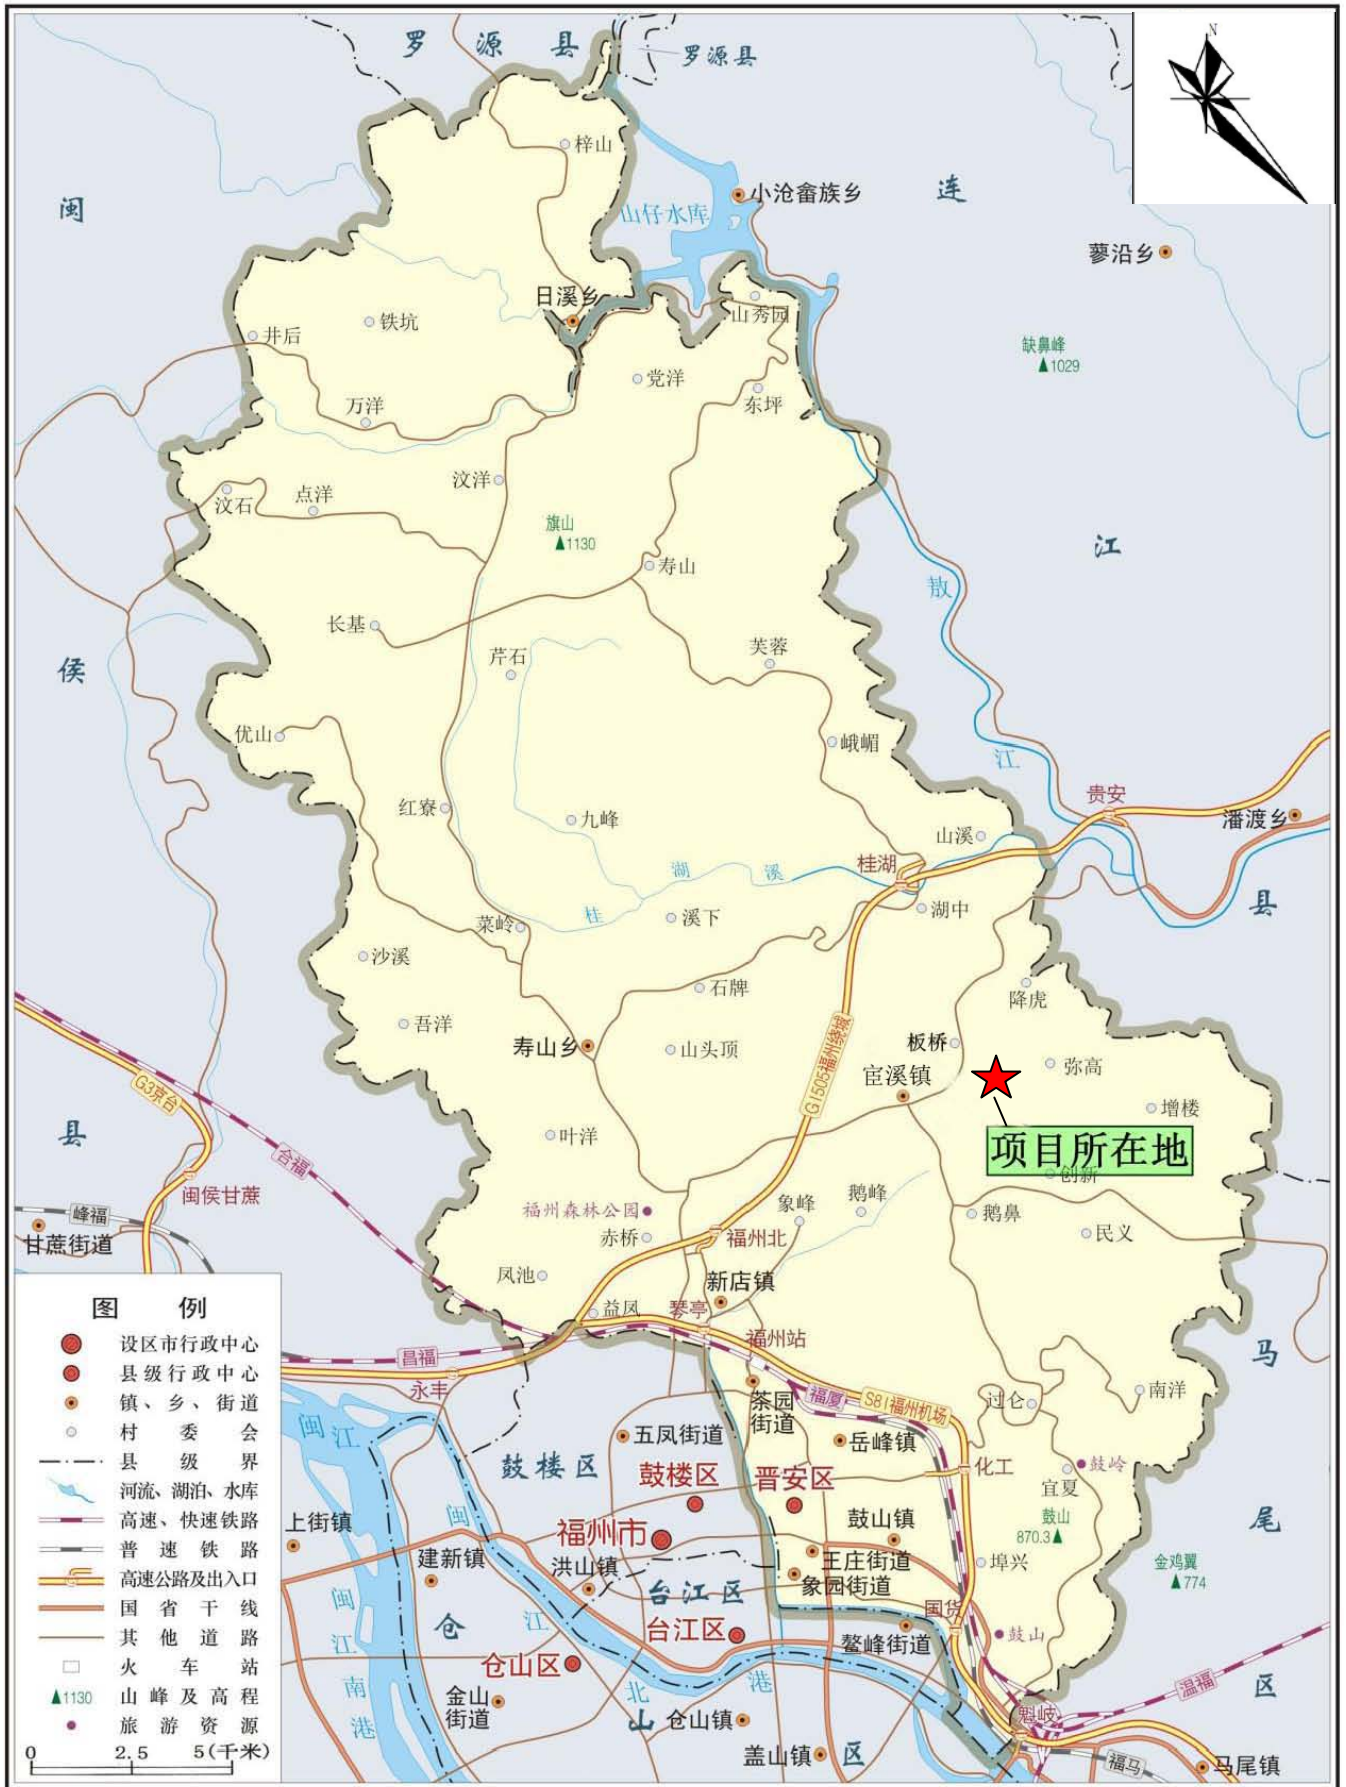 罗源县
罗源县
N
梓山
小沧畲族乡
连
闽
山仔水库
蓼沿乡
日溪乡
山秀园
铁坑
井后
缺鼻峰
1029
党洋
万洋
东坪
汶洋
汶石
点洋
旗山
1130
江
寿山
敖
长基
芹石
芙蓉
侯
优山
峨嵋
江
红寮
九峰
贵安
潘渡乡
山溪
桂湖
湖
溪
桂
溪下
湖中
县
菜岭
沙溪
石牌
降虎
吾洋
寿山乡
山头顶
G1505福州绕城
板桥
宦溪镇
弥高
G3京台
增楼
县
叶洋
合福
项目所在地
创新
闽侯甘蔗
福州森林公园
象峰
鹅峰
鹅鼻
峰福
甘蔗街道
赤桥
福州北
民义
凤池
新店镇
益凤
琴亭
福州站
马
昌福
永丰
茶园
街道
福厦
S81福州机场
过仑
南洋
闽江
五凤街道
岳峰镇
鼓楼区
鼓楼区
晋安区
化工
鼓岭
宜夏
上街镇
闽
福州市
鼓山镇
鼓山
870.3
尾
建新镇
洪山镇
王庄街道
埠兴
金鸡翼
774
台江区
象园街道
闽
江
南
港
仓
江
台江区
国货
鳌峰街道
鼓山
仓山区
北
港
温福
区
金山
街道
山
仓山镇
魁岐
盖山镇
区
福马
马尾镇
图例
设区市行政中心
县级行政中心
镇、乡、街道
村委会
县级界
河流、湖泊、水库
高速、快速铁路
普速铁路
高速公路及出入口
国省干线
其他道路
火车站
1130 山峰及高程
旅游资源
0 2.5 5(千米)